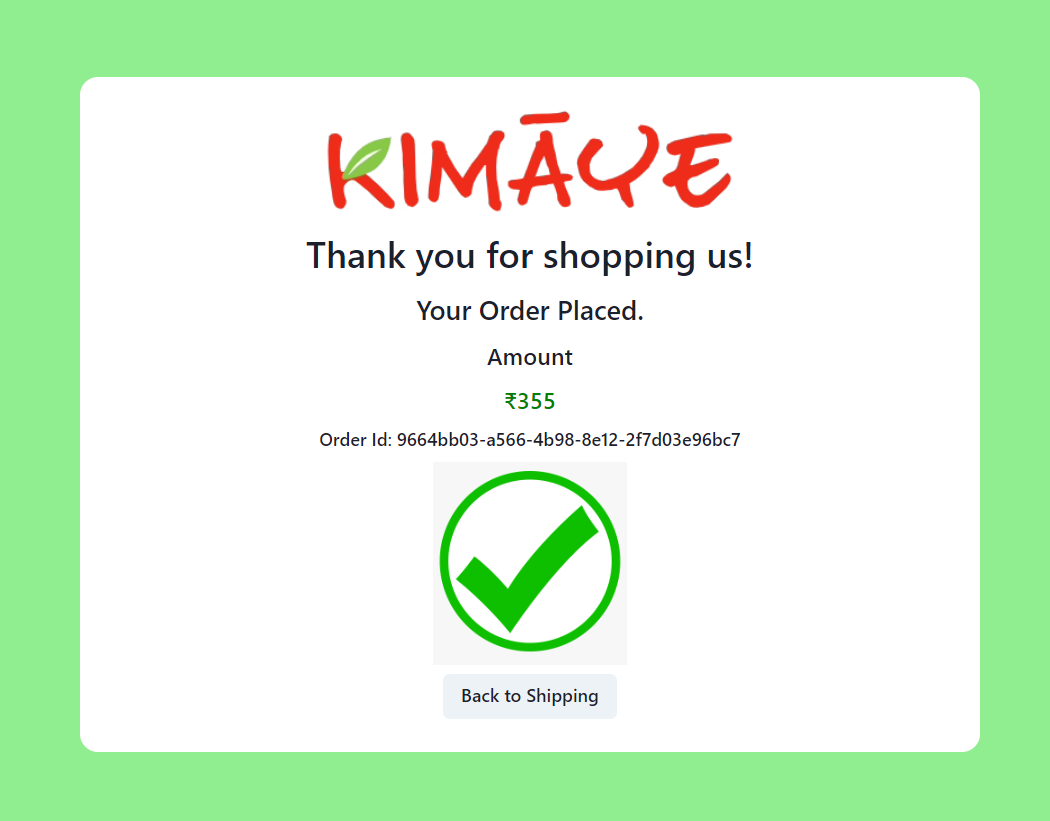 KIMĀYE
Thank you for shopping us!
Your Order Placed.
Amount
₹355
Order Id: 9664bb03-a566-4b98-8e12-2f7d03e96bc7
Back to Shipping